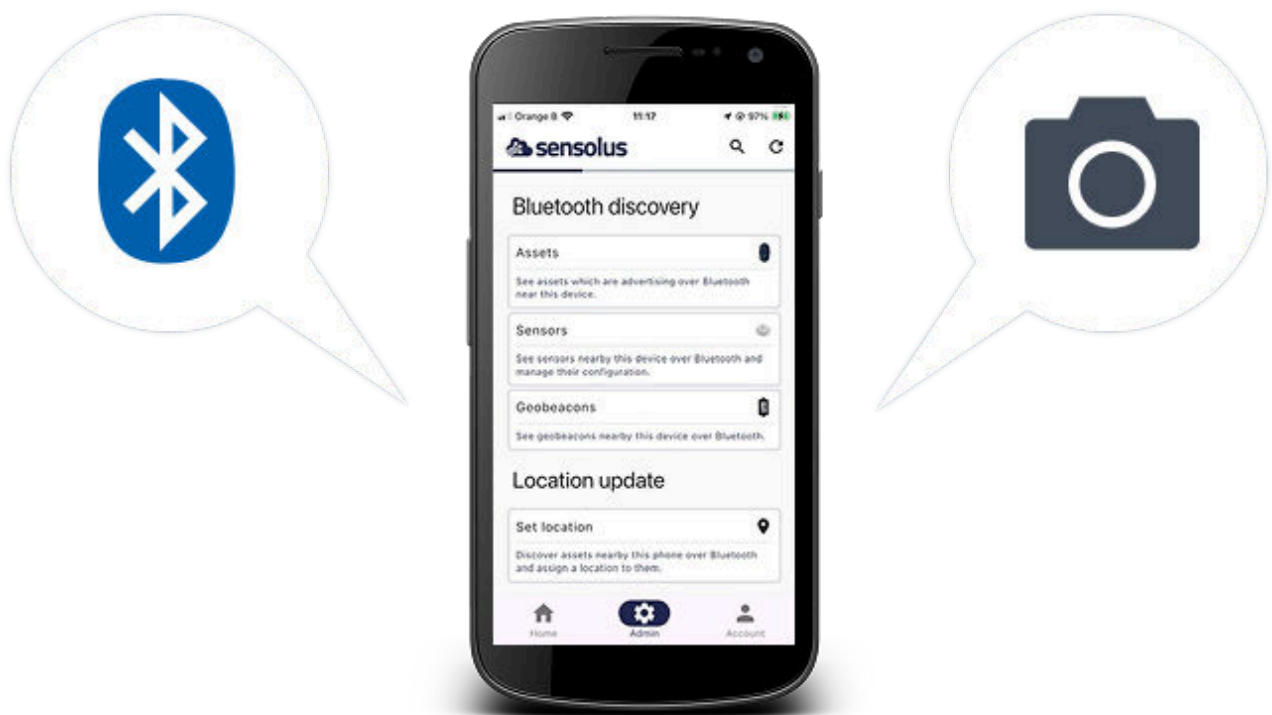 Orange B 11:17 97%
sensolus
Bluetooth discovery
Assets
See assets which are advertising over Bluetooth
near this device.
Sensors
See sensors nearby this device over Bluetooth and
manage their configuration.
Geobeacons
See geobeacons nearby this device over Bluetooth.
Location update
Set location
Discover assets nearby this phone over Bluetooth
and assign a location to them.
Home Admin Account